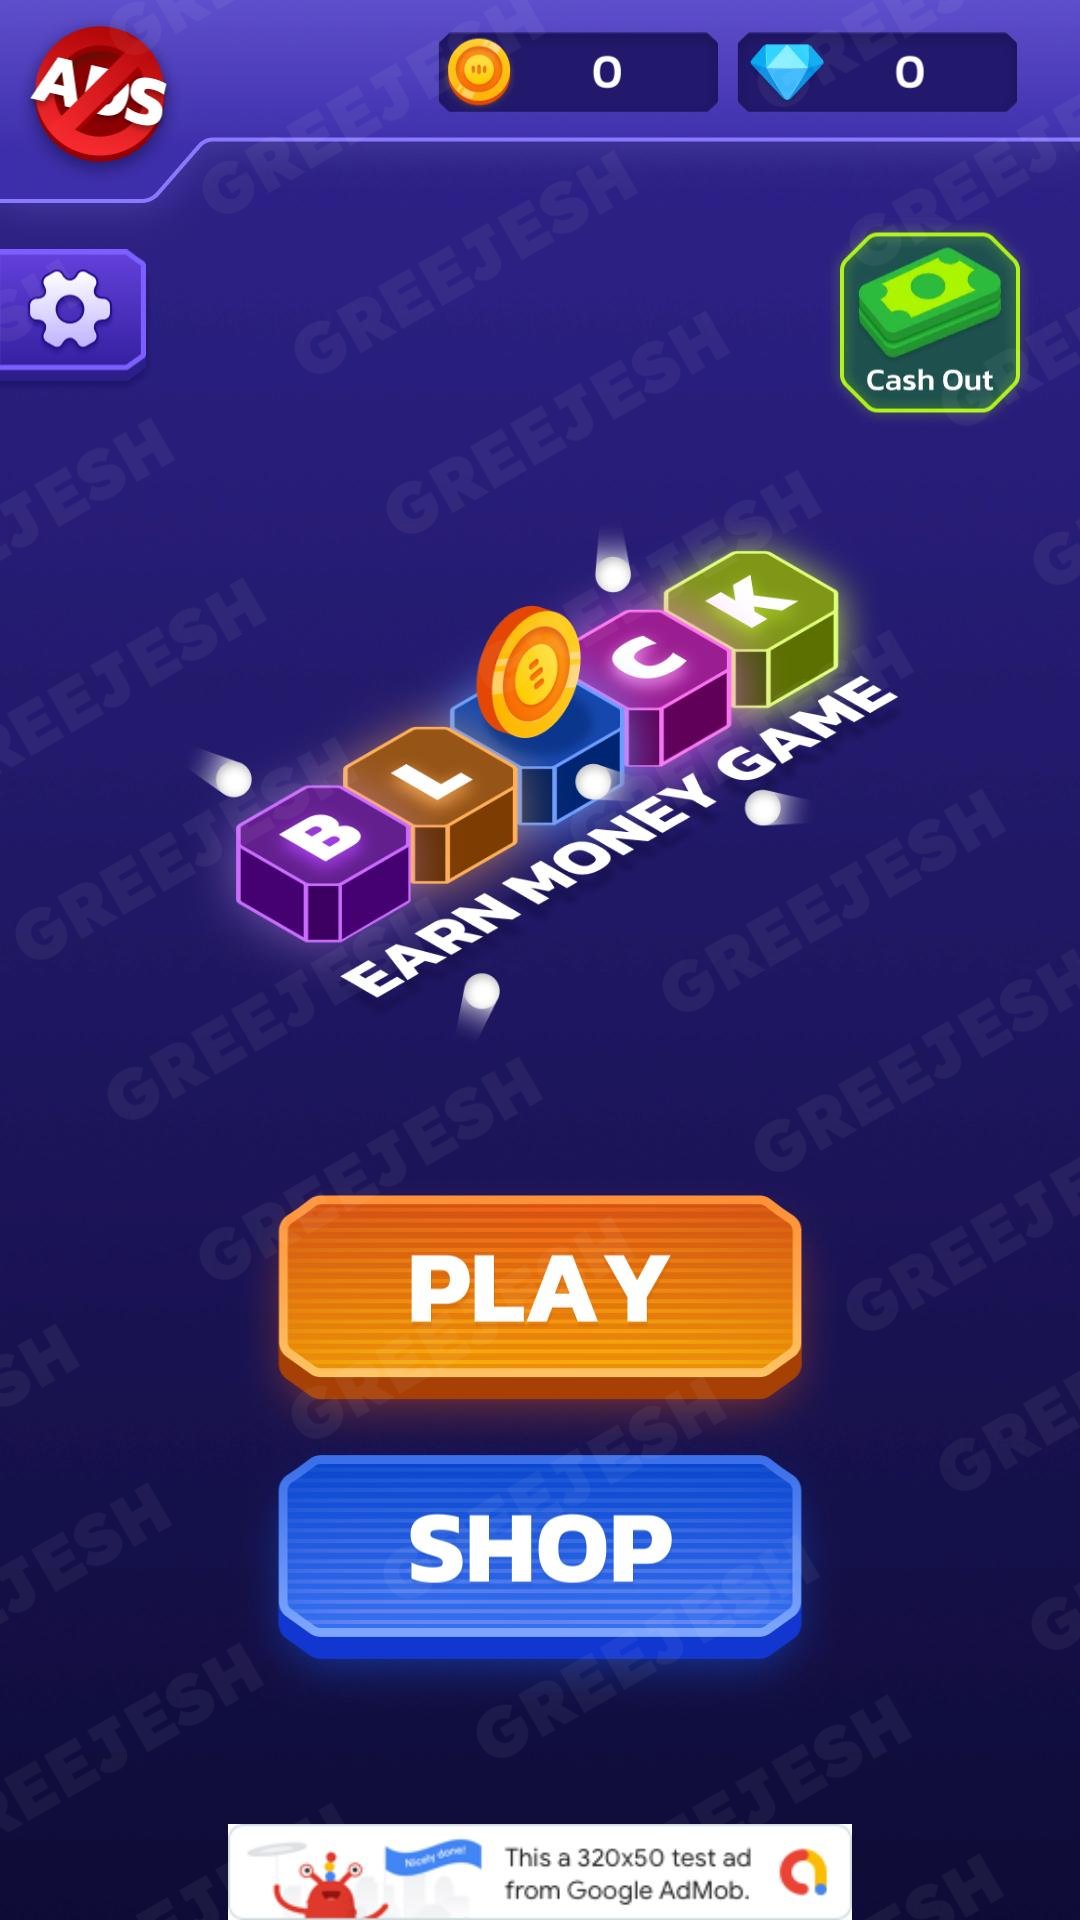 ADS
0
0
Cash Out
BLOCK
EARN MONEY GAME
PLAY
SHOP
Nicely done!
This a 320x50 test ad
from Google AdMob.
GREEJESH